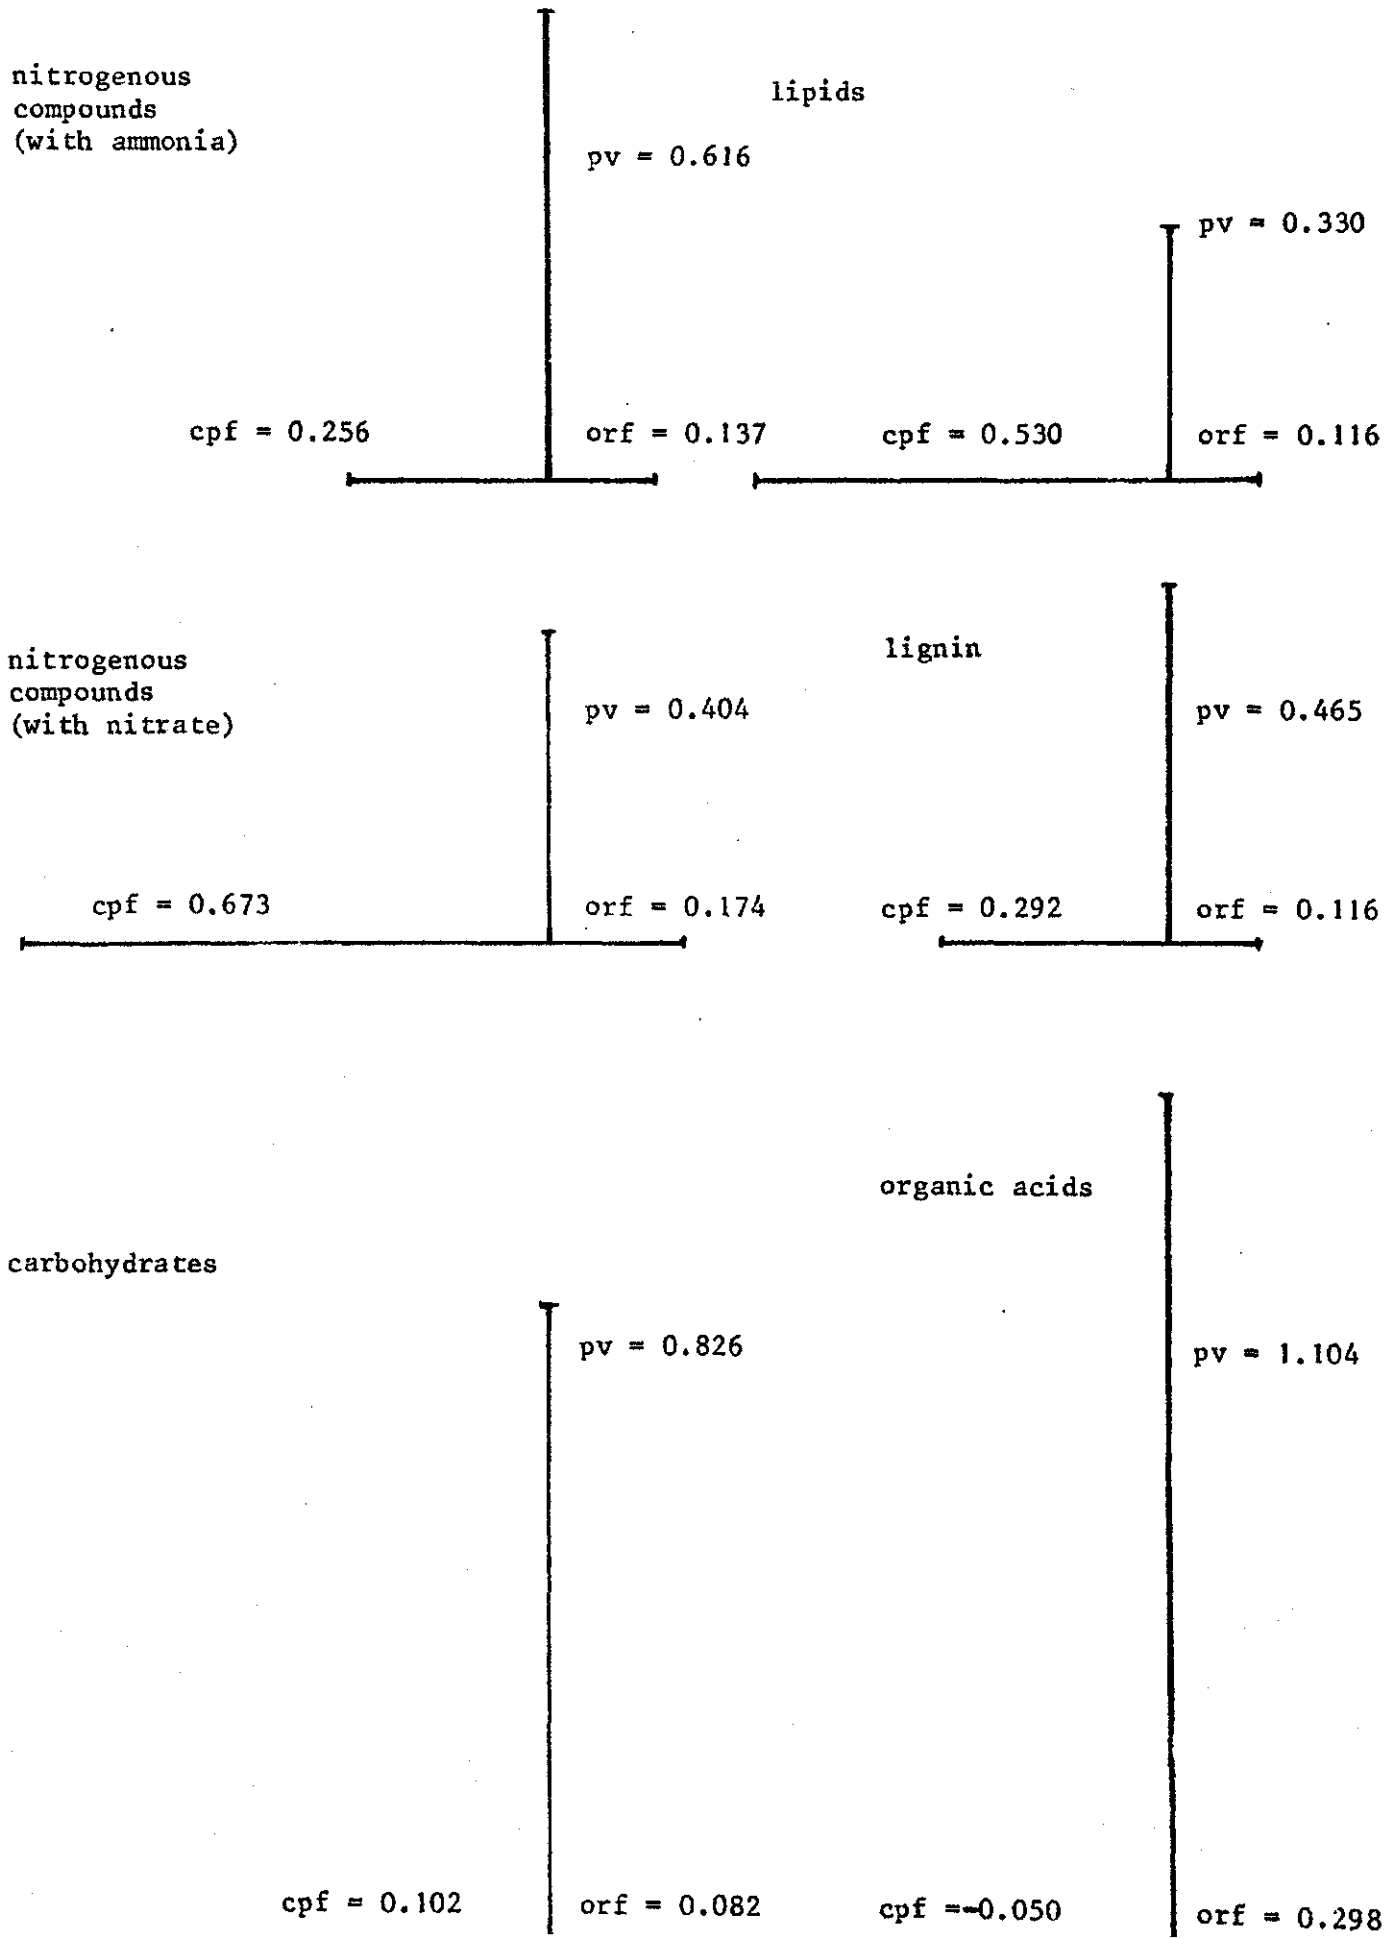 nitrogenous
compounds
(with ammonia)
pv = 0.616
cpf = 0.256
orf = 0.137
lipids
pv = 0.330
cpf = 0.530
orf = 0.116
nitrogenous
compounds
(with nitrate)
pv = 0.404
cpf = 0.673
orf = 0.174
lignin
pv = 0.465
cpf = 0.292
orf = 0.116
carbohydrates
pv = 0.826
cpf = 0.102
orf = 0.082
organic acids
pv = 1.104
cpf =-0.050
orf = 0.298